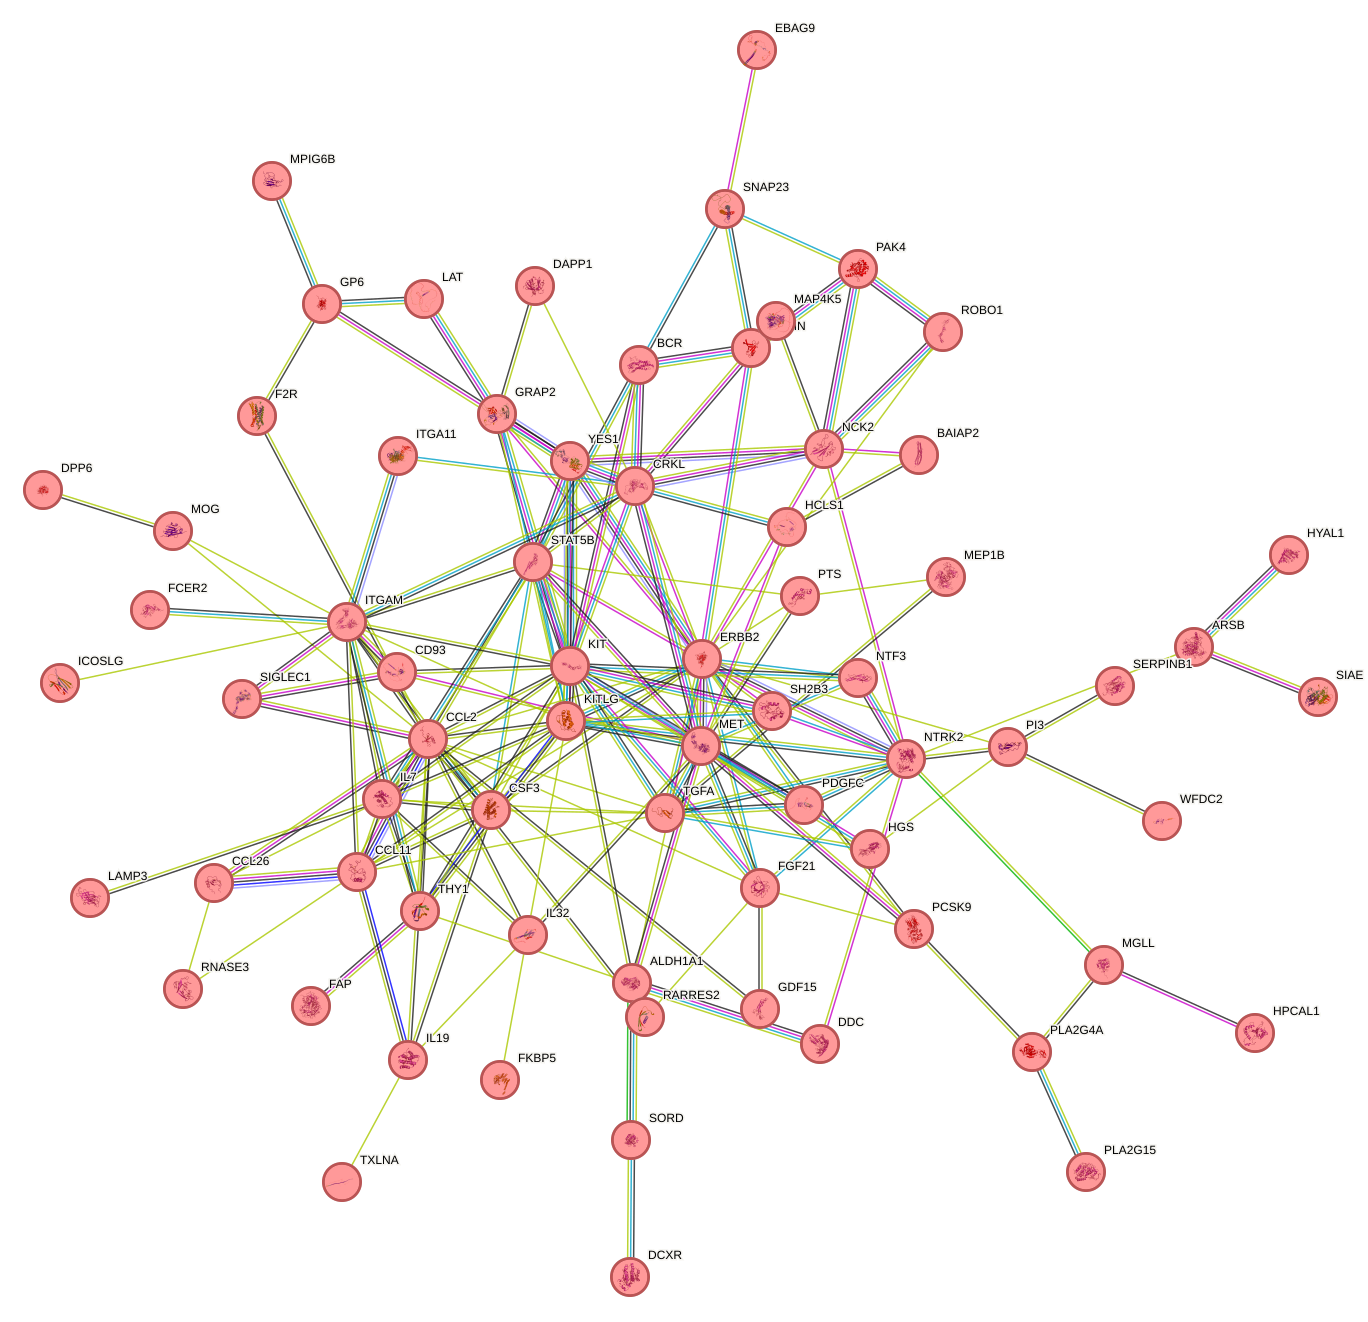 EBAG9
MPIG6B
SNAP23
PAK4
DAPP1
LAT
GP6
MAP4K5
ROBO1
IN
BCR
F2R
GRAP2
NCK2
BAIAP2
ITGA11
YES1
CRKL
DPP6
MOG
HCLS1
HYAL1
STAT5B
MEP1B
PTS
FCER2
ITGAM
ARSB
ERBB2
KIT
CD93
NTF3
SERPINB1
ICOSLG
SIGLEC1
SIAE
SH2B3
KITLG
CCL2
MET
PI3
NTRK2
IL7
CSF3
TGFA
PDGFC
WFDC2
HGS
CCL11
CCL26
FGF21
LAMP3
THY1
PCSK9
IL32
MGLL
ALDH1A1
RNASE3
FAP
RARRES2
GDF15
HPCAL1
DDC
PLA2G4A
IL19
FKBP5
SORD
PLA2G15
TXLNA
DCXR